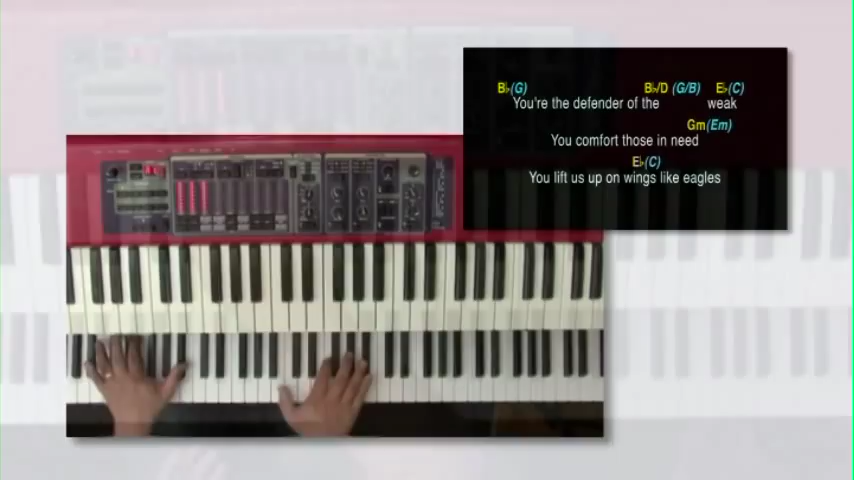 B♭(G) B♭/D (G/B) E♭(C)
You're the defender of the weak
Gm(Em)
You comfort those in need
E♭(C)
You lift us up on wings like eagles